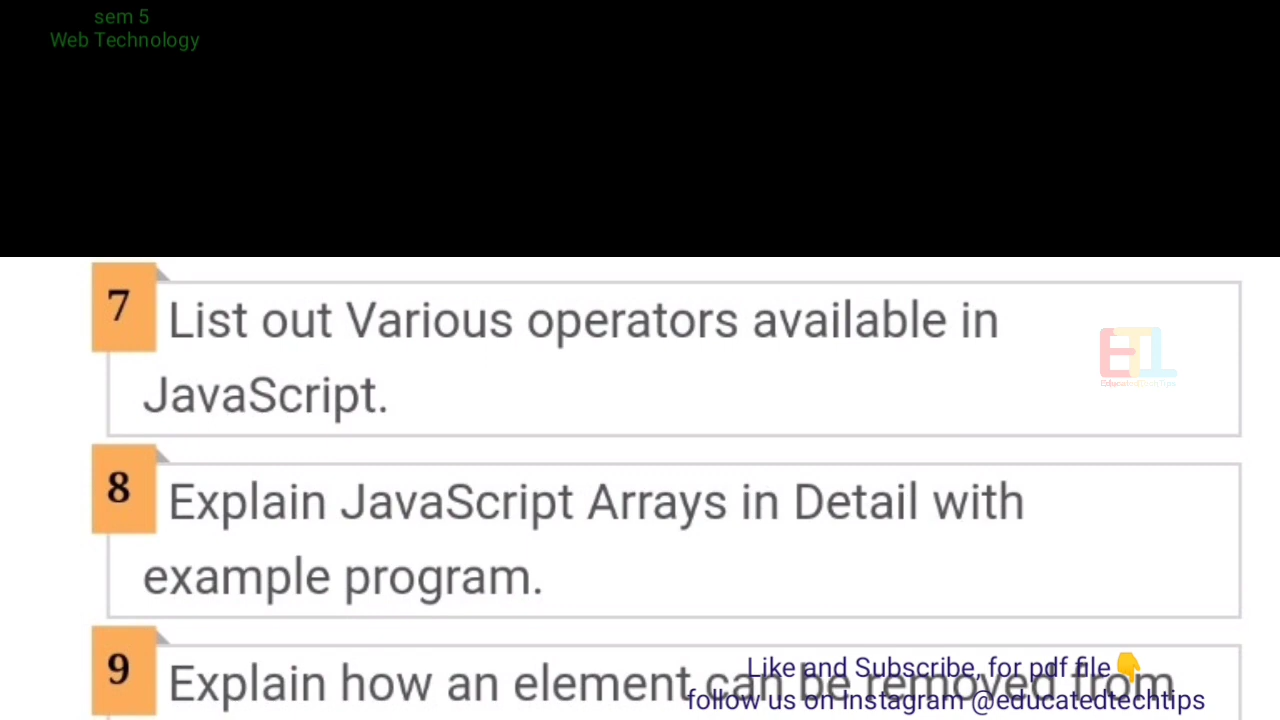 sem 5
Web Technology
7
List out Various operators available in
JavaScript.
ETL
8
Explain JavaScript Arrays in Detail with
example program.
9
Explain how an element can be removed from
Like and Subscribe, for pdf file👇
follow us on instagram @educatedtechtips